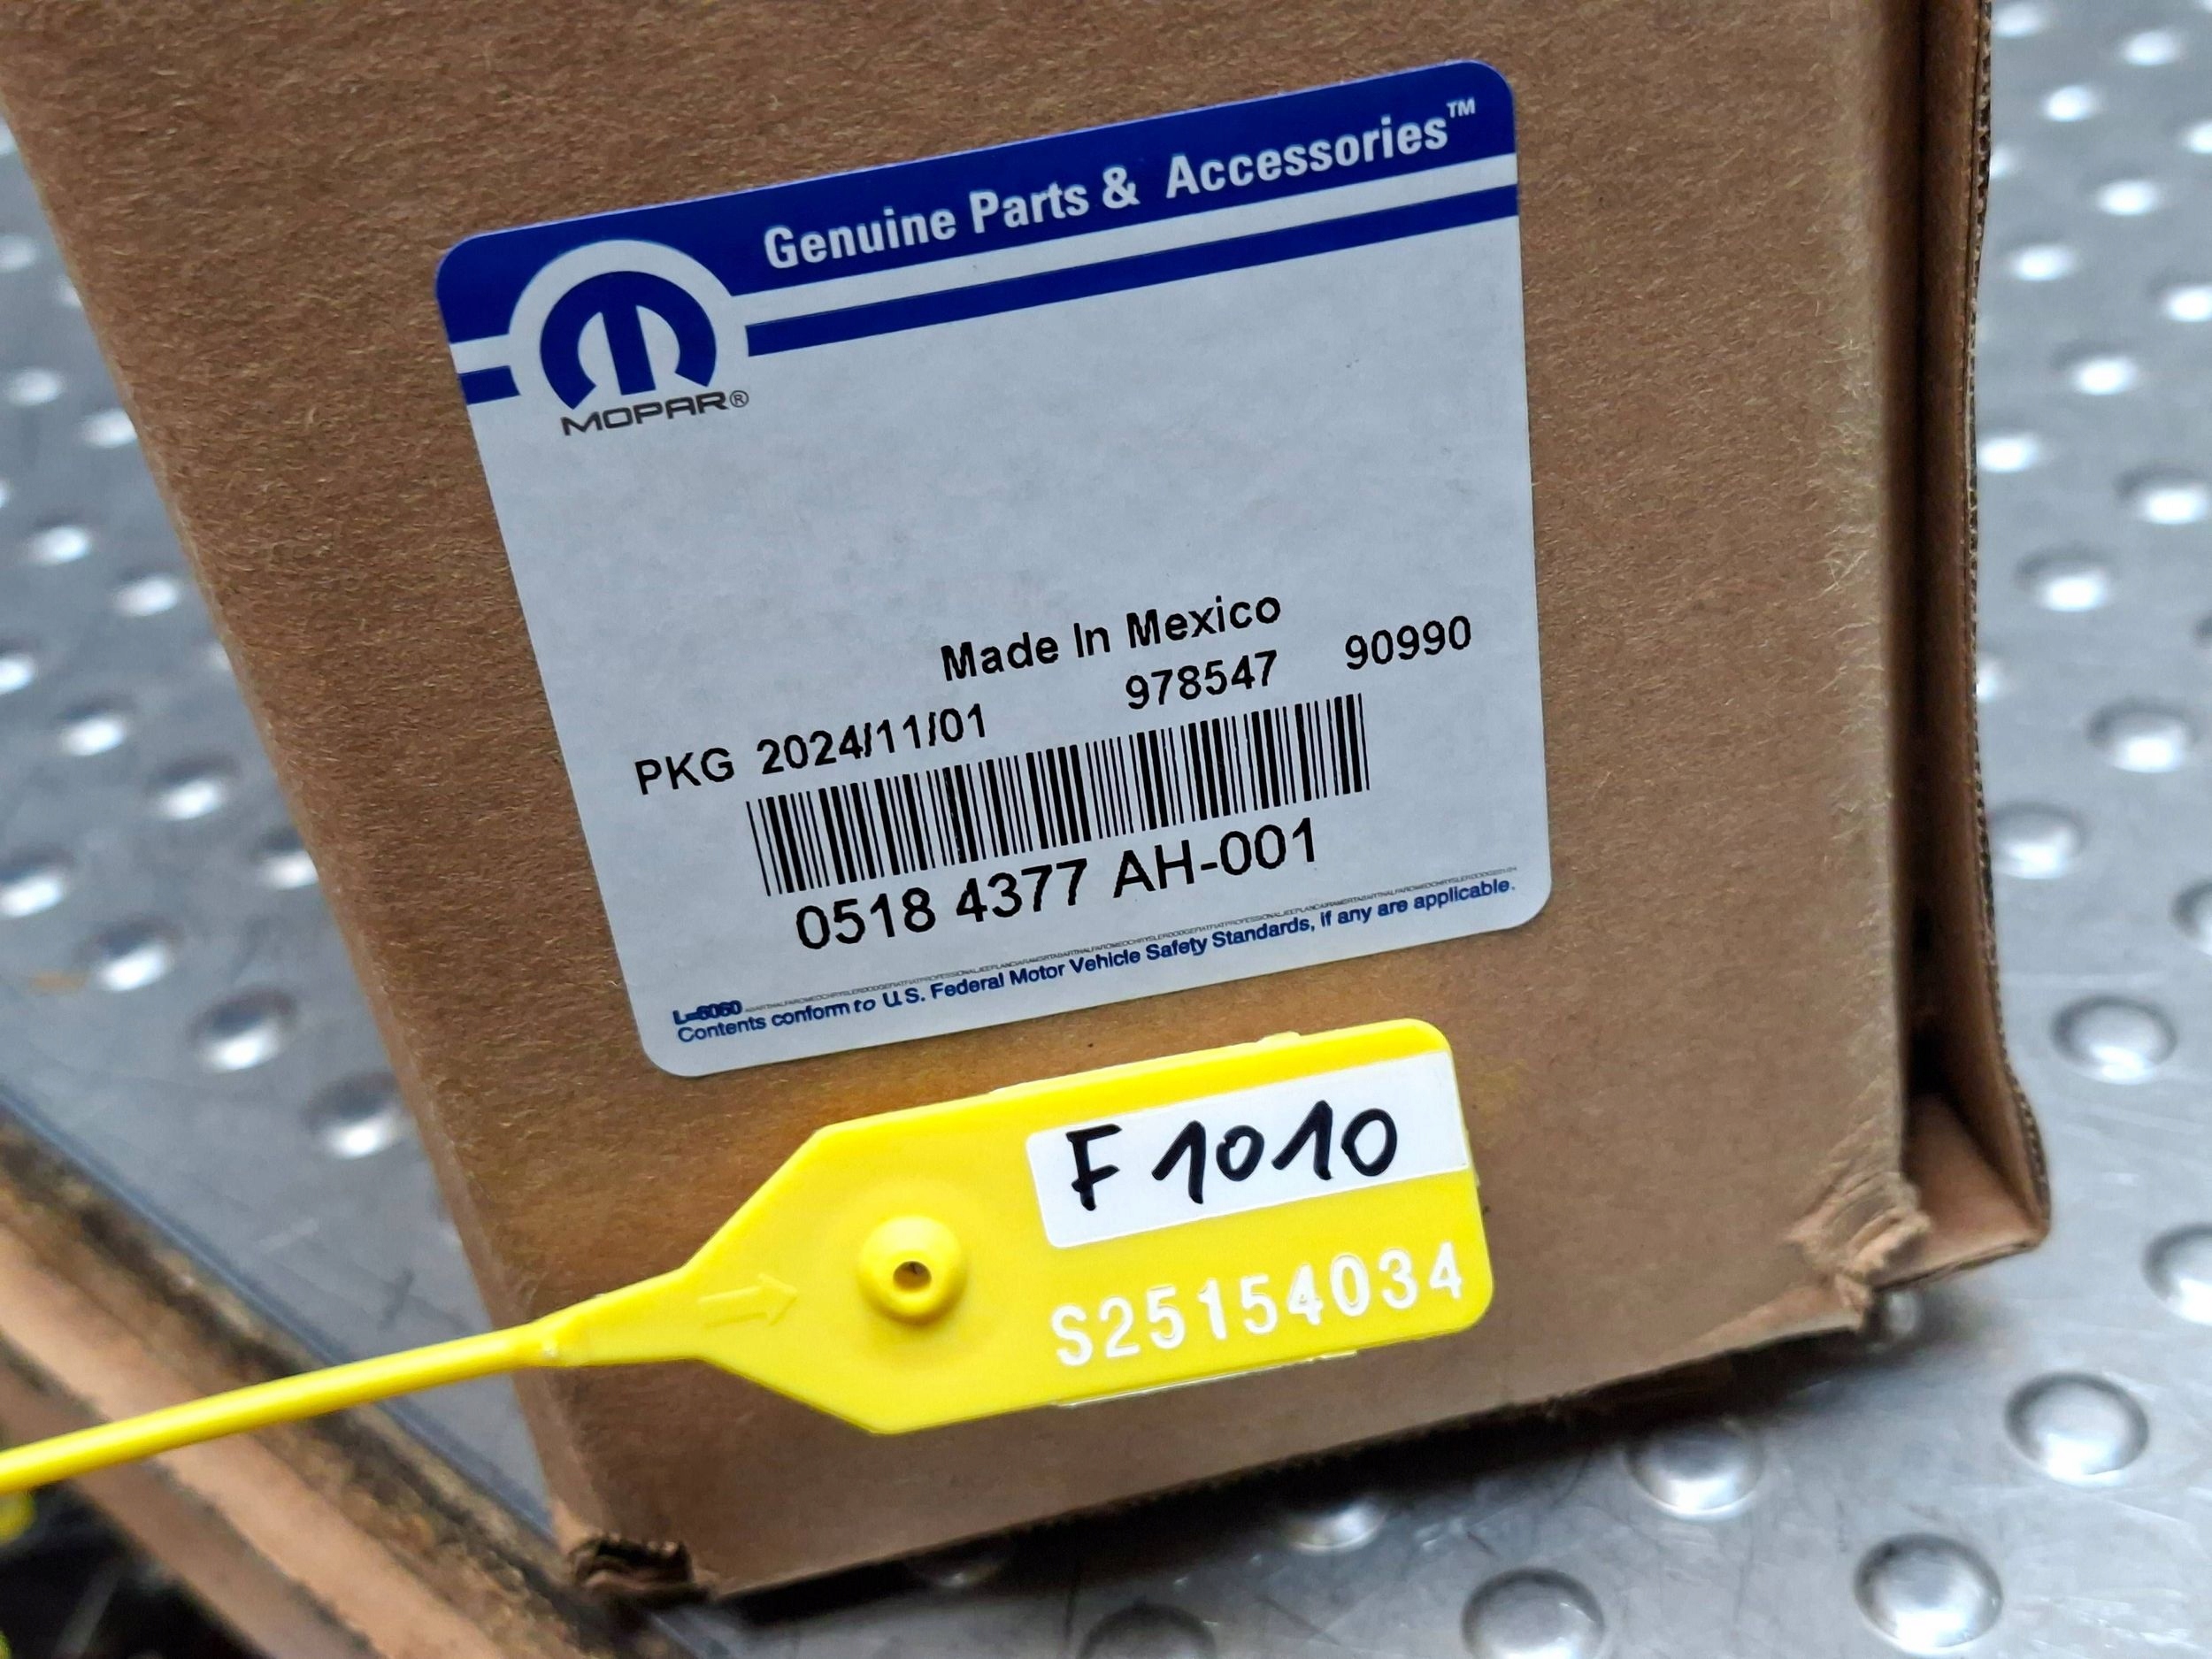 Genuine Parts & Accessories™
MOPAR®
Made In Mexico
PKG 2024/11/01 978547 90990
0518 4377 AH-001
L=6060
Contents conform to U.S. Federal Motor Vehicle Safety Standards, if any are applicable.
F1010
S25154034